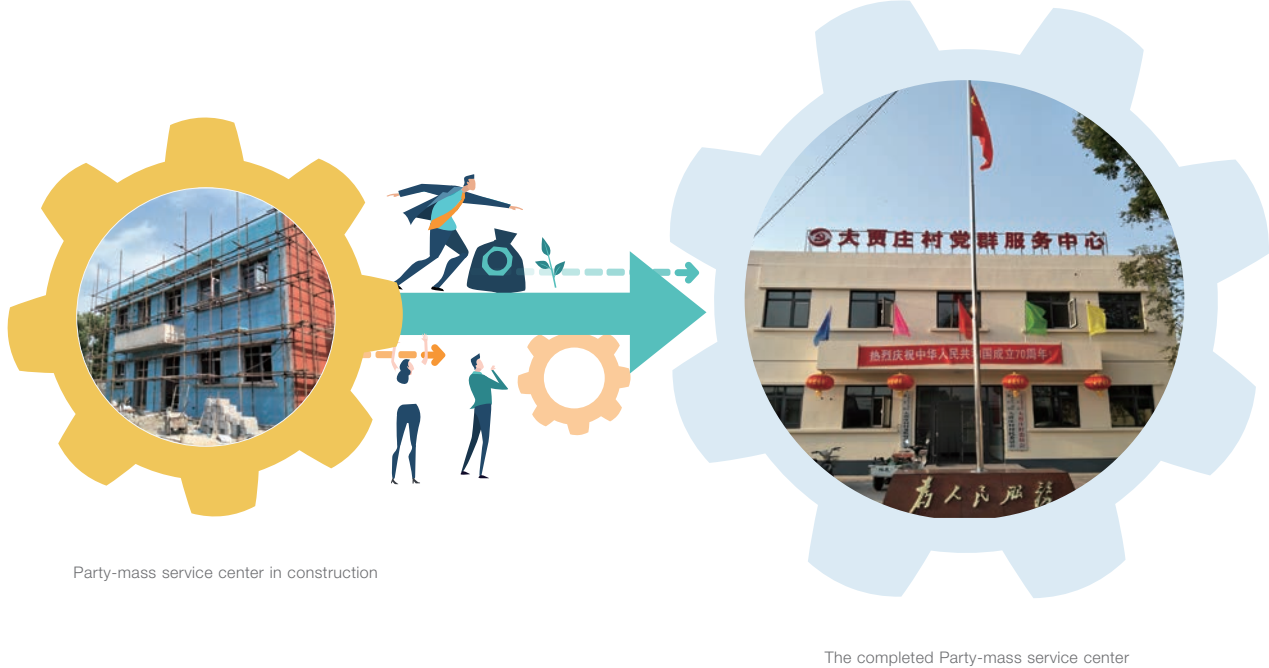 大贾庄村党群服务中心
热烈庆祝中华人民共和国成立70周年
为人民服务
Party-mass service center in construction
The completed Party-mass service center